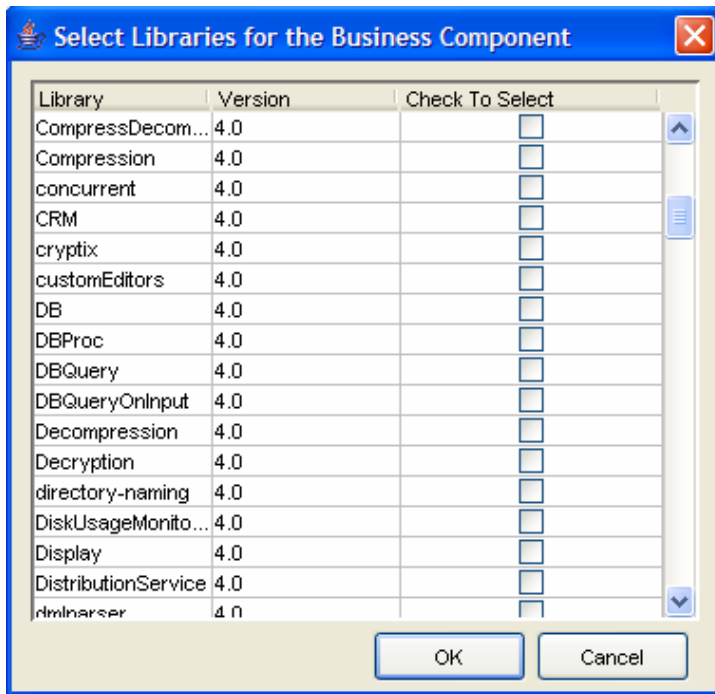 Select Libraries for the Business Component
Library Version Check To Select
CompressDecom... 4.0
Compression 4.0
concurrent 4.0
CRM 4.0
cryptix 4.0
customEditors 4.0
DB 4.0
DBProc 4.0
DBQuery 4.0
DBQueryOnInput 4.0
Decompression 4.0
Decryption 4.0
directory-naming 4.0
DiskUsageMonito... 4.0
Display 4.0
DistributionService 4.0
dmlparser 4.0
OK Cancel